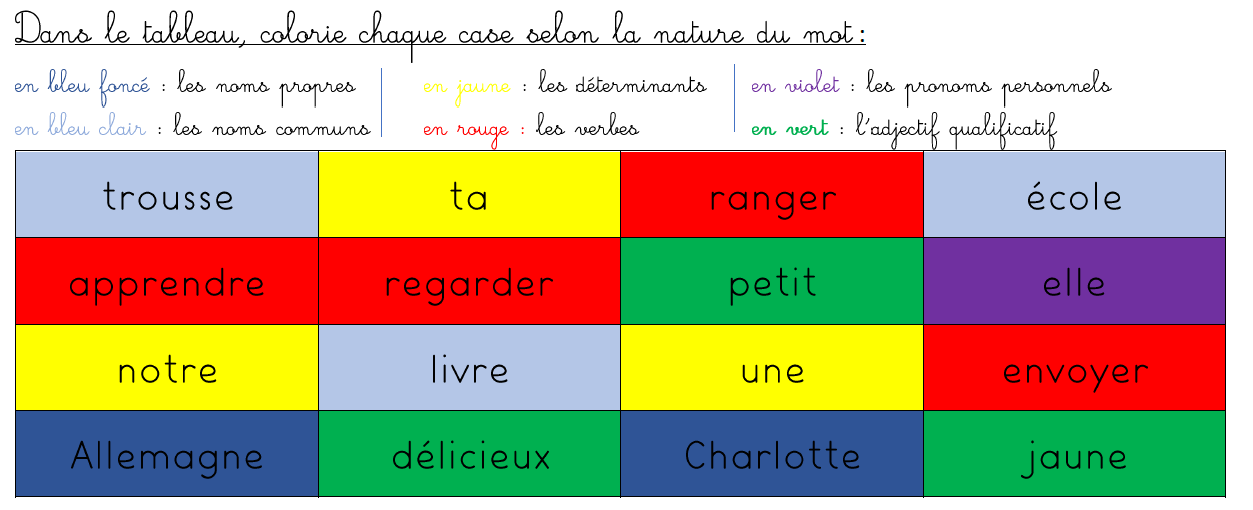 Dans le tableau, colorie chaque case selon la nature du mot :
en bleu foncé : les noms propres en jaune : les déterminants en violet : les pronoms personnels
en bleu clair : les noms communs en rouge : les verbes en vert : l'adjectif qualificatif
trousse ta ranger école
apprendre regarder petit elle
notre livre une envoyer
Allemagne délicieux Charlotte jaune